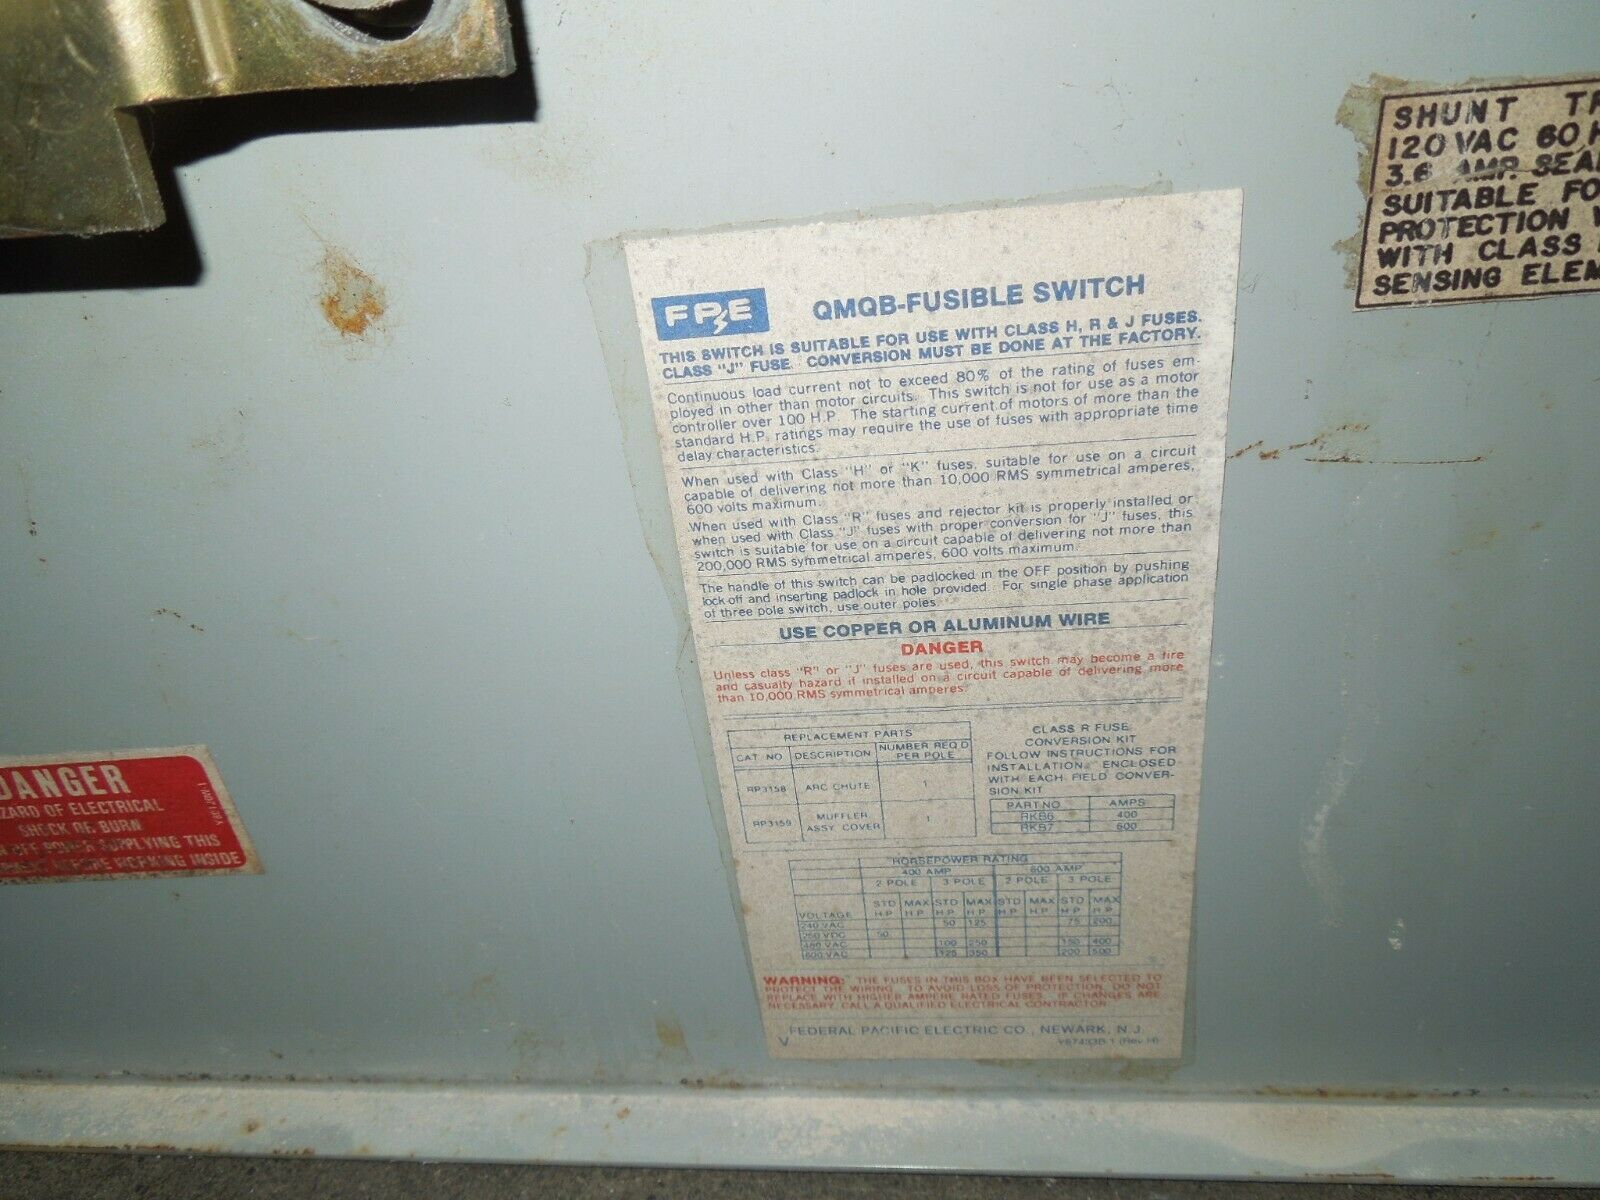 SHUNT
120 VAC 60
3.6 AMP. SEA
SUITABLE FO
PROTECTION
WITH CLASS
SENSING ELEM
FPE
QMQB-FUSIBLE SWITCH
THIS SWITCH IS SUITABLE FOR USE WITH CLASS H, R & J FUSES.
CLASS "J" FUSE CONVERSION MUST BE DONE AT THE FACTORY.
Continuous load current not to exceed 80% of the rating of fuses em-
ployed in other than motor circuits. This switch is not for use as a motor
controller over 100 H.P. The starting current of motors of more than the
standard H.P. ratings may require the use of fuses with appropriate time
delay characteristics.
When used with Class "H" or "K" fuses, suitable for use on a circuit
capable of delivering not more than 10,000 RMS symmetrical amperes,
600 volts maximum.
When used with Class "R" fuses and rejector kit is properly installed or
when used with Class "J" fuses with proper conversion for "J" fuses, this
switch is suitable for use on a circuit capable of delivering not more than
200,000 RMS symmetrical amperes, 600 volts maximum.
The handle of this switch can be padlocked in the OFF position by pushing
lock-off and inserting padlock in hole provided. For single phase application
of three pole switch, use outer poles.
USE COPPER OR ALUMINUM WIRE
DANGER
Unless class "R" or "J" fuses are used, this switch may become a fire
and casualty hazard if installed on a circuit capable of delivering more
than 10,000 RMS symmetrical amperes.
REPLACEMENT PARTS
CAT NO DESCRIPTION NUMBER REQ'D PER POLE
RP3158 ARC CHUTE 1
RP3159 MUFFLER ASSY COVER 1
CLASS R FUSE
CONVERSION KIT
FOLLOW INSTRUCTIONS FOR
INSTALLATION ENCLOSED
WITH EACH FIELD CONVER-
SION KIT
PART NO. AMPS
RKB6 400
RKB7 600
HORSEPOWER RATING
400 AMP 600 AMP
2 POLE 3 POLE 2 POLE 3 POLE
VOLTAGE STD H.P. MAX H.P. STD H.P. MAX H.P. STD H.P. MAX H.P. STD H.P. MAX H.P.
240 VAC 50 125 75 200
250 VDC 50
480 VAC 100 250 150 400
600 VAC 125 350 200 500
WARNING: THE FUSES IN THIS BOX HAVE BEEN SELECTED TO
PROTECT THE WIRING. TO AVOID LOSS OF PROTECTION, DO NOT
REPLACE WITH HIGHER AMPERE RATED FUSES. IF CHANGES ARE
NECESSARY, CALL A QUALIFIED ELECTRICAL CONTRACTOR
FEDERAL PACIFIC ELECTRIC CO., NEWARK, N.J.
V
(Rev. H)
DANGER
ZARD OF ELECTRICAL
SHOCK OR BURN
OFF POWER SUPPLYING THIS
BEFORE WORKING INSIDE